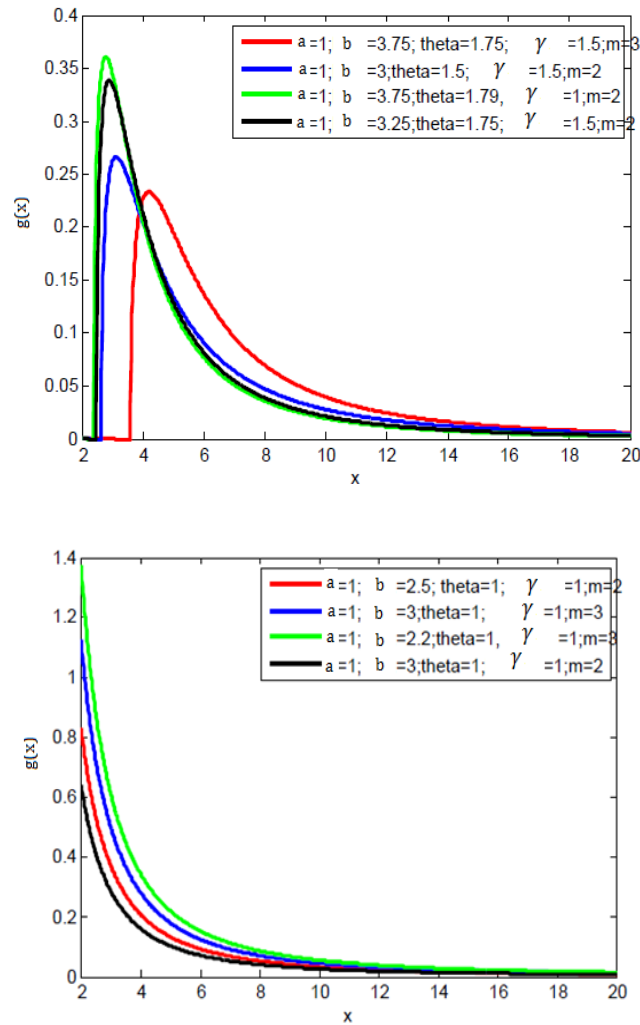 0.4
0.35
0.3
0.25
0.2
0.15
0.1
0.05
0
g(x)
a=1; b =3.75; theta=1.75; γ =1.5;m=3
a=1; b =3;theta=1.5; γ =1.5;m=2
a=1; b =3.75;theta=1.79, γ =1;m=2
a=1; b =3.25;theta=1.75; γ =1.5;m=2
2 4 6 8 10 12 14 16 18 20
x
1.4
1.2
1
0.8
0.6
0.4
0.2
0
g(x)
a=1; b =2.5; theta=1; γ =1;m=2
a=1; b =3;theta=1; γ =1;m=3
a=1; b =2.2;theta=1, γ =1;m=3
a=1; b =3;theta=1; γ =1;m=2
2 4 6 8 10 12 14 16 18 20
x